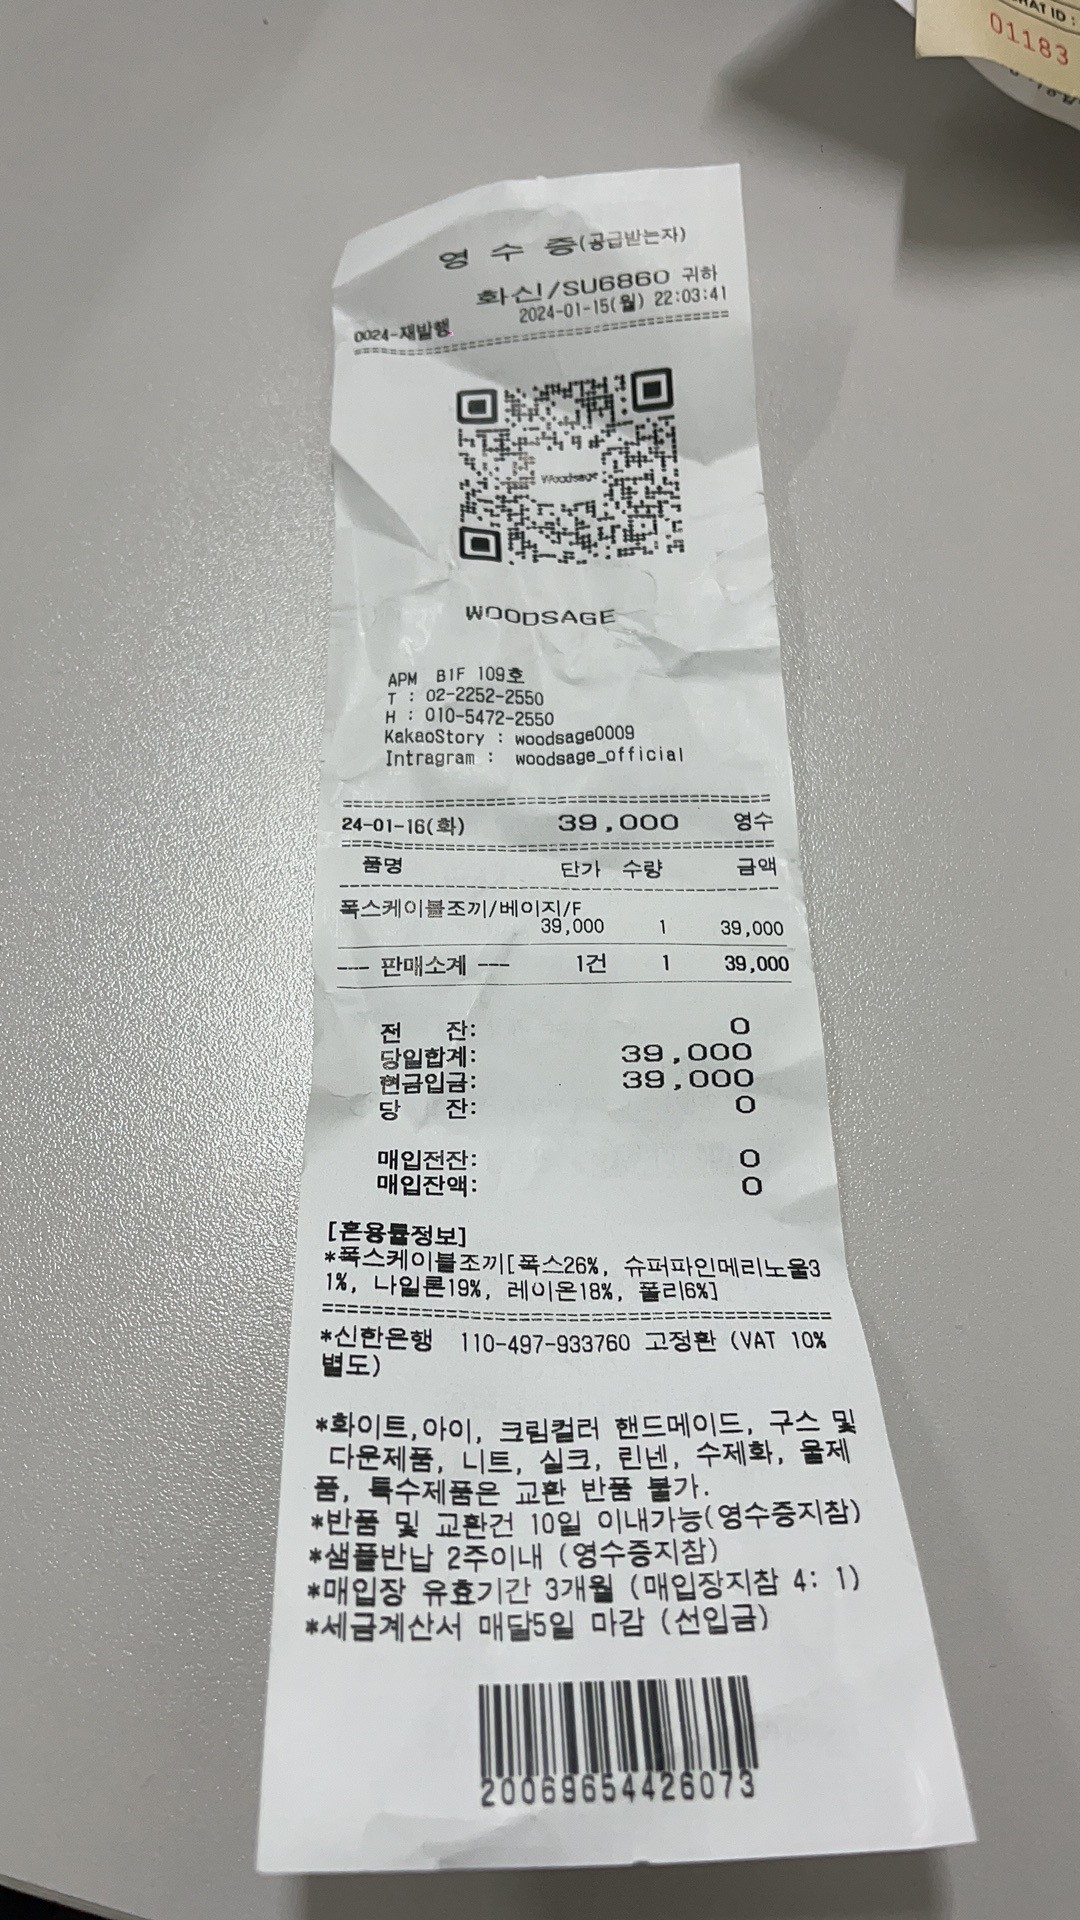 HAT ID :
01183
영 수 증(공급받는자)
화신/SU6860 귀하
0024-재발행 2024-01-15(월) 22:03:41
Woodsage
WOODSAGE
APM B1F 109호
T : 02-2252-2550
H : 010-5472-2550
KakaoStory : woodsage0009
Intragram : woodsage_official
24-01-16(화) 39,000 영수
품명 단가 수량 금액
폭스케이블조끼/베이지/F
39,000 1 39,000
--- 판매소계 --- 1건 1 39,000
전 잔: 0
당일합계: 39,000
현금입금: 39,000
당 잔: 0
매입전잔: 0
매입잔액: 0
[혼용률정보]
*폭스케이블조끼[폭스26%, 슈퍼파인메리노울3
1%, 나일론19%, 레이온18%, 폴리6%]
*신한은행 110-497-933760 고정환 (VAT 10%
별도)
*화이트,아이, 크림컬러 핸드메이드, 구스 및
다운제품, 니트, 실크, 린넨, 수제화, 울제
품, 특수제품은 교환 반품 불가.
*반품 및 교환건 10일 이내가능(영수증지참)
*샘플반납 2주이내 (영수증지참)
*매입장 유효기간 3개월 (매입장지참 4: 1)
*세금계산서 매달5일 마감 (선입금)
20069654426073